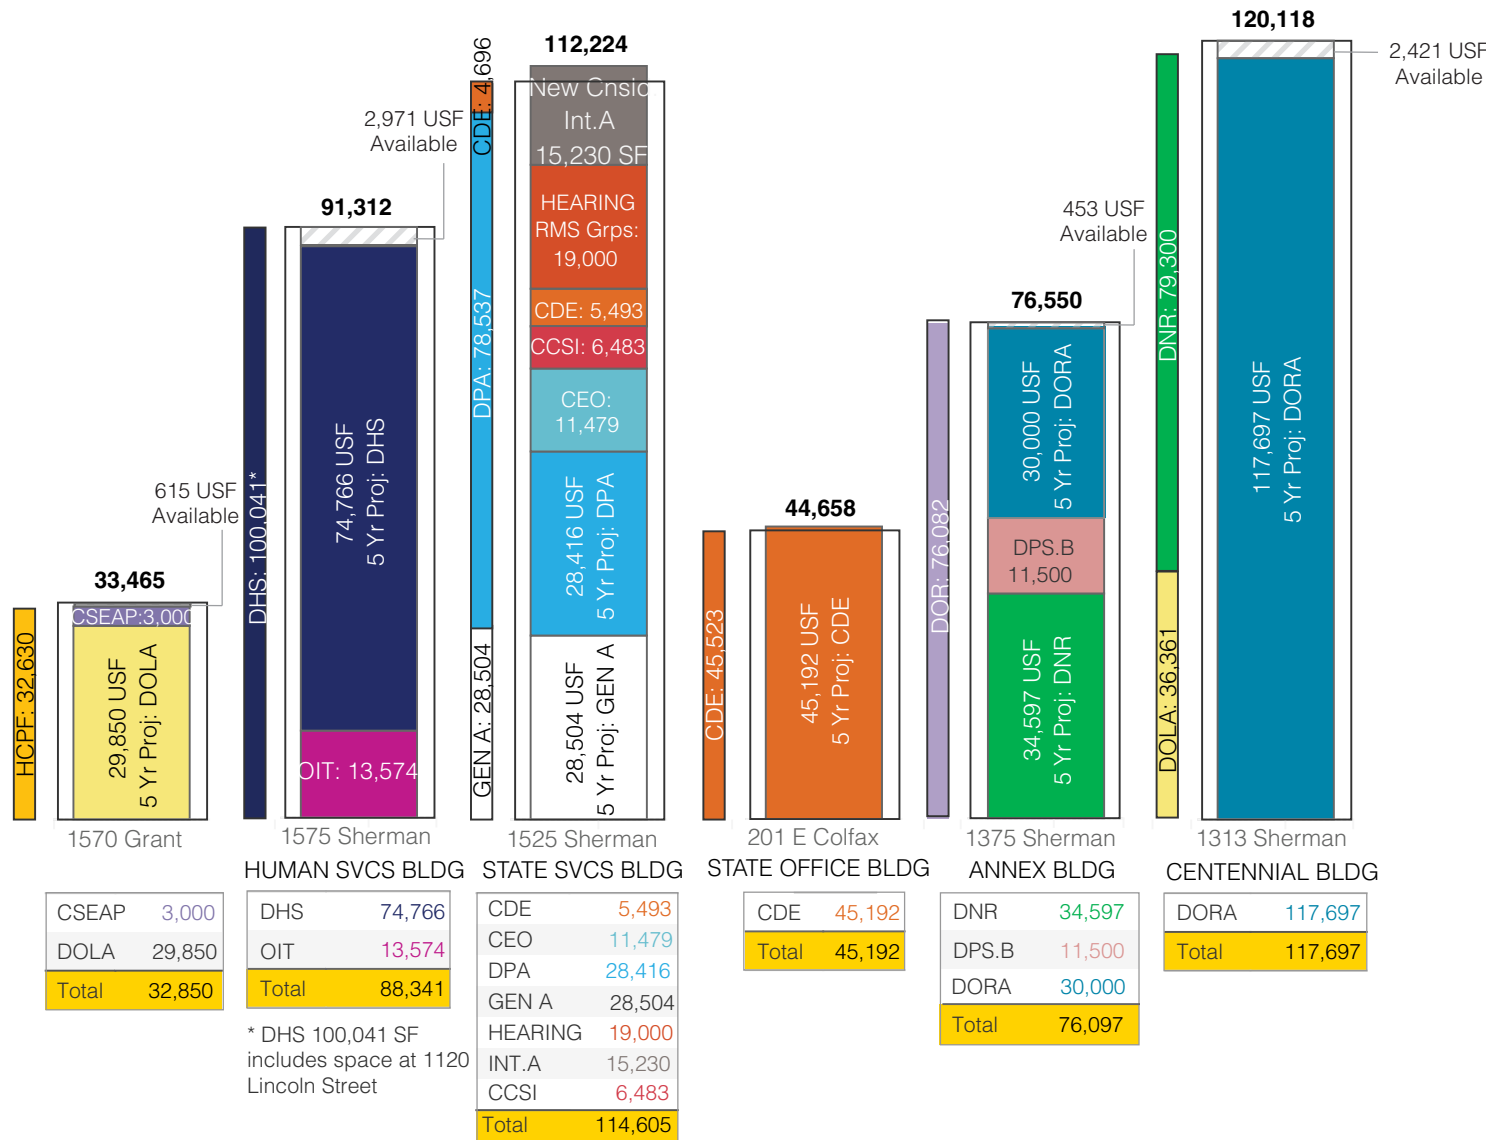 33,465
615 USF
Available
HCPF: 32,630
CSEAP:3,000
29,850 USF
5 Yr Proj: DOLA
1570 Grant
CSEAP 3,000
DOLA 29,850
Total 32,850
91,312
2,971 USF
Available
DHS: 100,041*
74,766 USF
5 Yr Proj: DHS
OIT: 13,574
1575 Sherman
HUMAN SVCS BLDG
DHS 74,766
OIT 13,574
Total 88,341
* DHS 100,041 SF
includes space at 1120
Lincoln Street
112,224
CDE: 4,696
DPA: 78,537
GEN A: 28,504
New Cnslc
Int.A
15,230 SF
HEARING
RMS Grps:
19,000
CDE: 5,493
CCSI: 6,483
CEO:
11,479
28,416 USF
5 Yr Proj: DPA
28,504 USF
5 Yr Proj: GEN A
1525 Sherman
STATE SVCS BLDG
CDE 5,493
CEO 11,479
DPA 28,416
GEN A 28,504
HEARING 19,000
INT.A 15,230
CCSI 6,483
Total 114,605
44,658
CDE: 45,523
45,192 USF
5 Yr Proj: CDE
201 E Colfax
STATE OFFICE BLDG
CDE 45,192
Total 45,192
76,550
453 USF
Available
DOR: 76,082
30,000 USF
5 Yr Proj: DORA
DPS.B
11,500
34,597 USF
5 Yr Proj: DNR
1375 Sherman
ANNEX BLDG
DNR 34,597
DPS.B 11,500
DORA 30,000
Total 76,097
120,118
2,421 USF
Available
DNR: 79,300
DOLA: 36,361
117,697 USF
5 Yr Proj: DORA
1313 Sherman
CENTENNIAL BLDG
DORA 117,697
Total 117,697